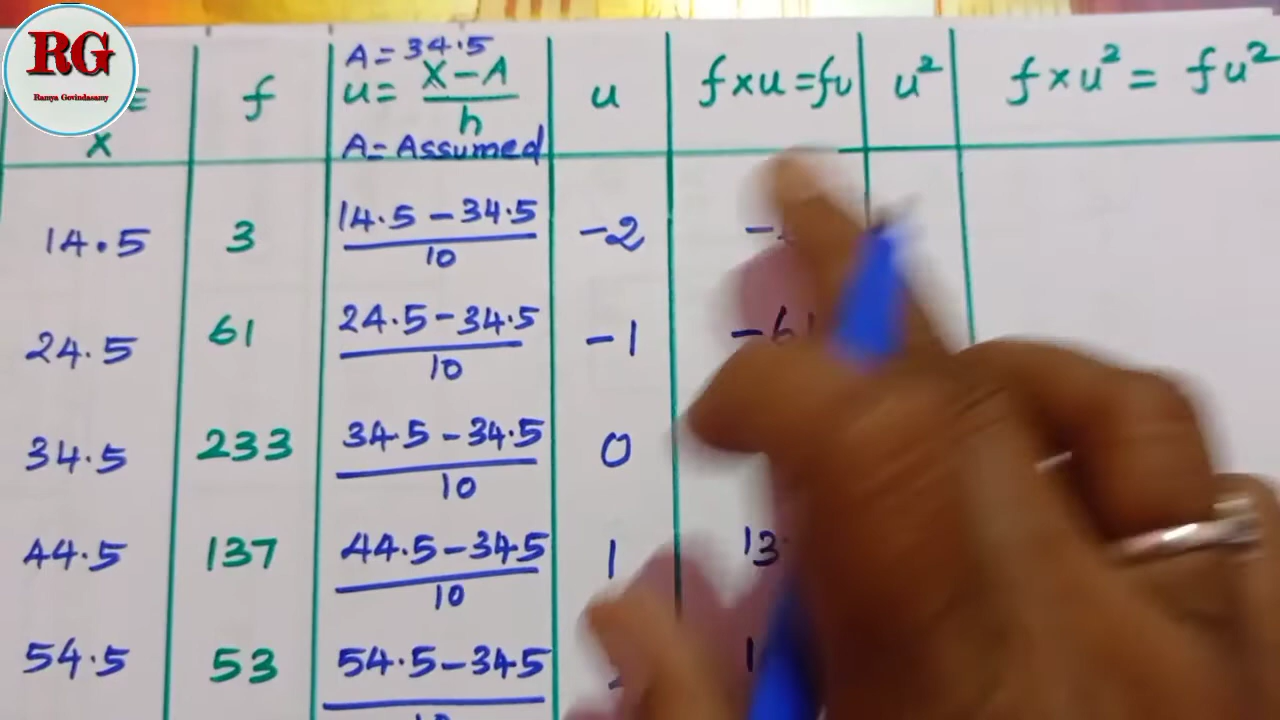 RG
Ramya Govindasamy
x f A = 34.5 u = X - A / h A = Assumed u f x u = fu u² f x u² = fu²
14.5 3 14.5 - 34.5 / 10 -2
24.5 61 24.5 - 34.5 / 10 -1 -61
34.5 233 34.5 - 34.5 / 10 0
44.5 137 44.5 - 34.5 / 10 1
54.5 53 54.5 - 34.5